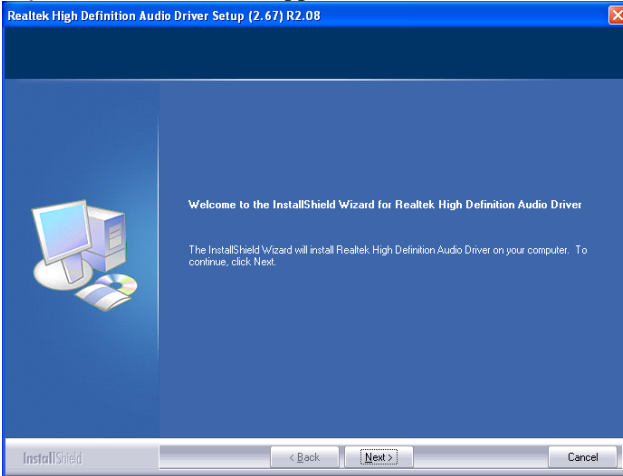 Realtek High Definition Audio Driver Setup (2.67) R2.08
Welcome to the InstallShield Wizard for Realtek High Definition Audio Driver
The InstallShield Wizard will install Realtek High Definition Audio Driver on your computer. To
continue, click Next.
InstallShield
< Back
Next >
Cancel